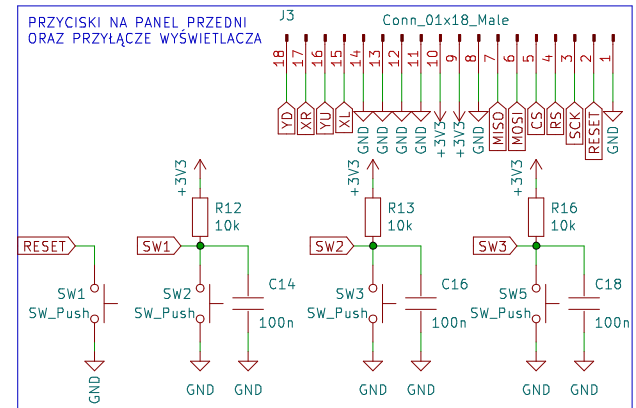 PRZYCISKI NA PANEL PRZEDNI
ORAZ PRZYŁĄCZE WYŚWIETLACZA
J3
Conn_01x18_Male
18 17 16 15 14 13 12 11 10 9 8 7 6 5 4 3 2 1
YD XR YU XL GND GND GND GND +3V3 +3V3 GND MISO MOSI CS RS SCK RESET GND
+3V3 +3V3 +3V3
R12 R13 R16
10k 10k 10k
RESET SW1 SW2 SW3
SW1 SW2 C14 SW3 C16 SW5 C18
SW_Push SW_Push 100n SW_Push 100n SW_Push 100n
GND GND GND GND GND GND GND